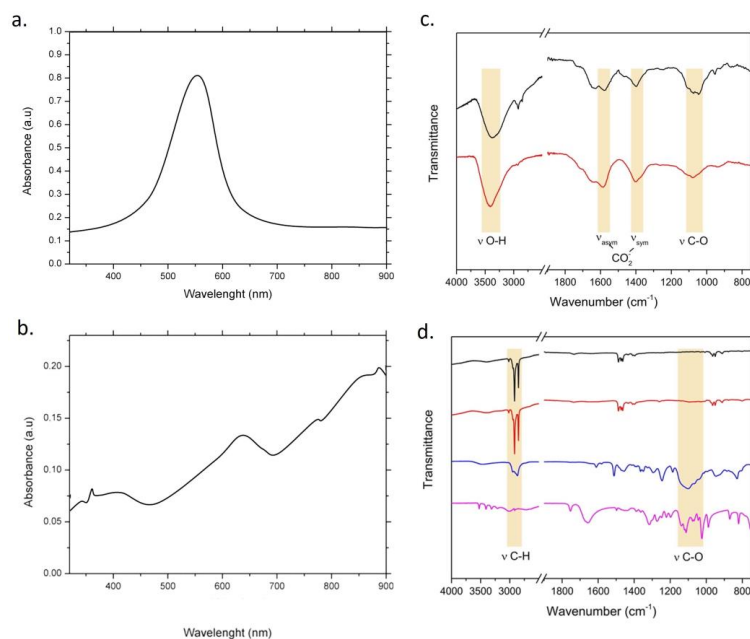 a.
1.0
0.9
0.8
0.7
0.6
0.5
0.4
0.3
0.2
0.1
0.0
Absorbance (a.u)
400 500 600 700 800 900
Wavelenght (nm)
b.
0.20
0.15
0.10
0.05
0.00
Absorbance (a.u)
400 500 600 700 800 900
Wavelenght (nm)
c.
Transmittance
ν O-H
νasym νsym
CO2-
ν C-O
4000 3500 3000 1800 1600 1400 1200 1000 800
Wavenumber (cm-1)
d.
Transmittance
ν C-H
ν C-O
4000 3500 3000 1800 1600 1400 1200 1000 800
Wavenumber (cm-1)